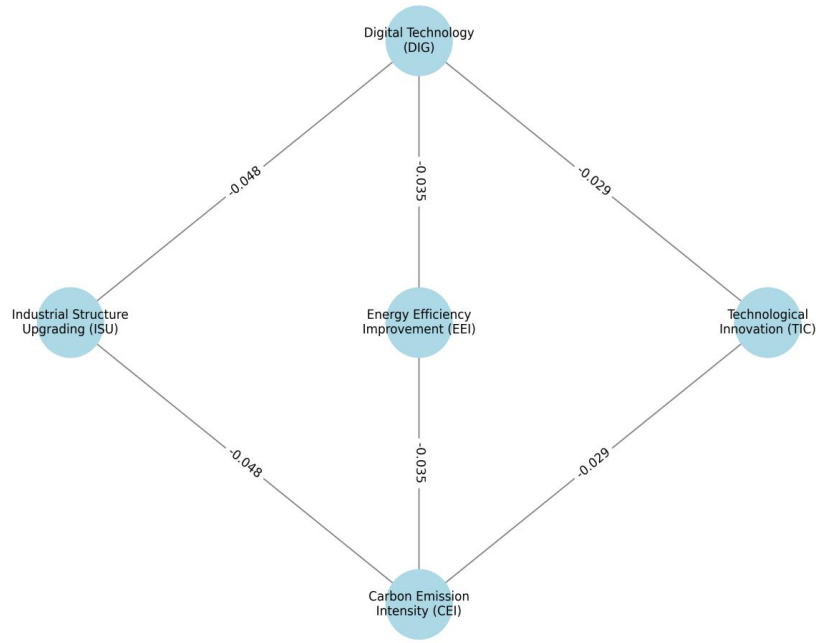 Digital Technology
(DIG)
-0.048
-0.035
-0.029
Industrial Structure
Upgrading (ISU)
Energy Efficiency
Improvement (EEI)
Technological
Innovation (TIC)
-0.048
-0.035
-0.029
Carbon Emission
Intensity (CEI)